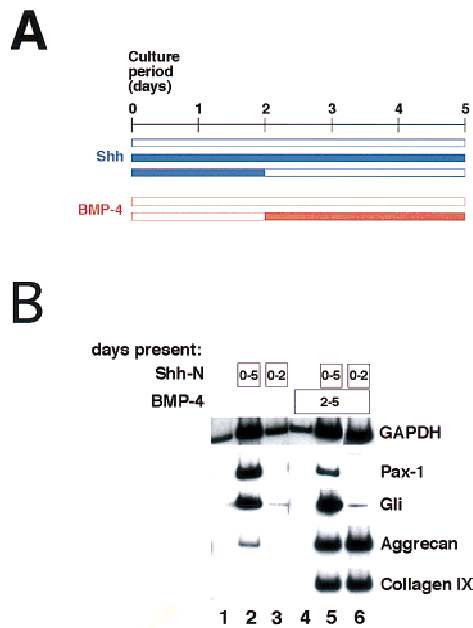 A
Culture
period
(days)
0 1 2 3 4 5
Shh
BMP-4
B
days present:
Shh-N 0-5 0-2 0-5 0-2
BMP-4 2-5
GAPDH
Pax-1
Gli
Aggrecan
Collagen IX
1 2 3 4 5 6